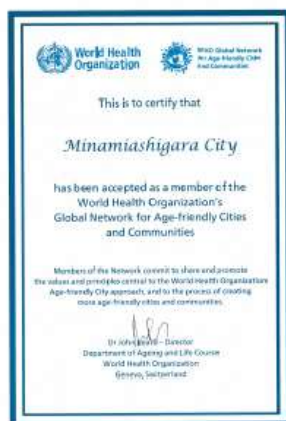 World Health
Organization
WHO Global Network
for Age-friendly Cities
and Communities
This is to certify that
Minamiashigara City
has been accepted as a member of the
World Health Organization's
Global Network for Age-friendly Cities
and Communities
Members of the Network commit to share and promote
the values and principles central to the World Health Organization
Age-friendly City approach, and to the process of creating
more age-friendly cities and communities.
Dr John Beard - Director
Department of Ageing and Life Course
World Health Organization
Geneva, Switzerland